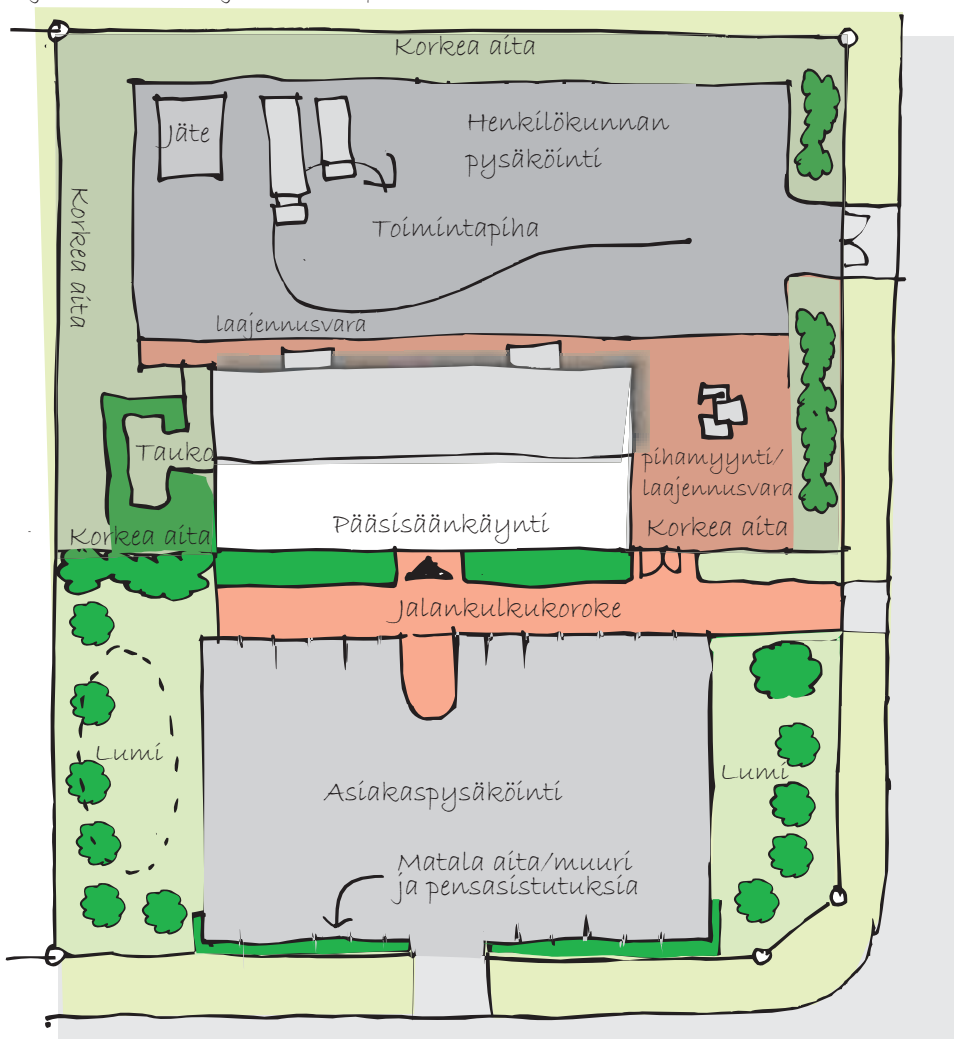 Korkea aita
Jäte
Henkilökunnan
pysäköinti
Korkea aita
Toimintapiha
laajennusvara
Tauko
pihamyynti/
laajennusvara
Pääsisäänkäynti
Korkea aita
Korkea aita
Jalankulkukoroke
Lumi
Lumi
Asiakaspysäköinti
Matala aita/muuri
ja pensasistutuksia